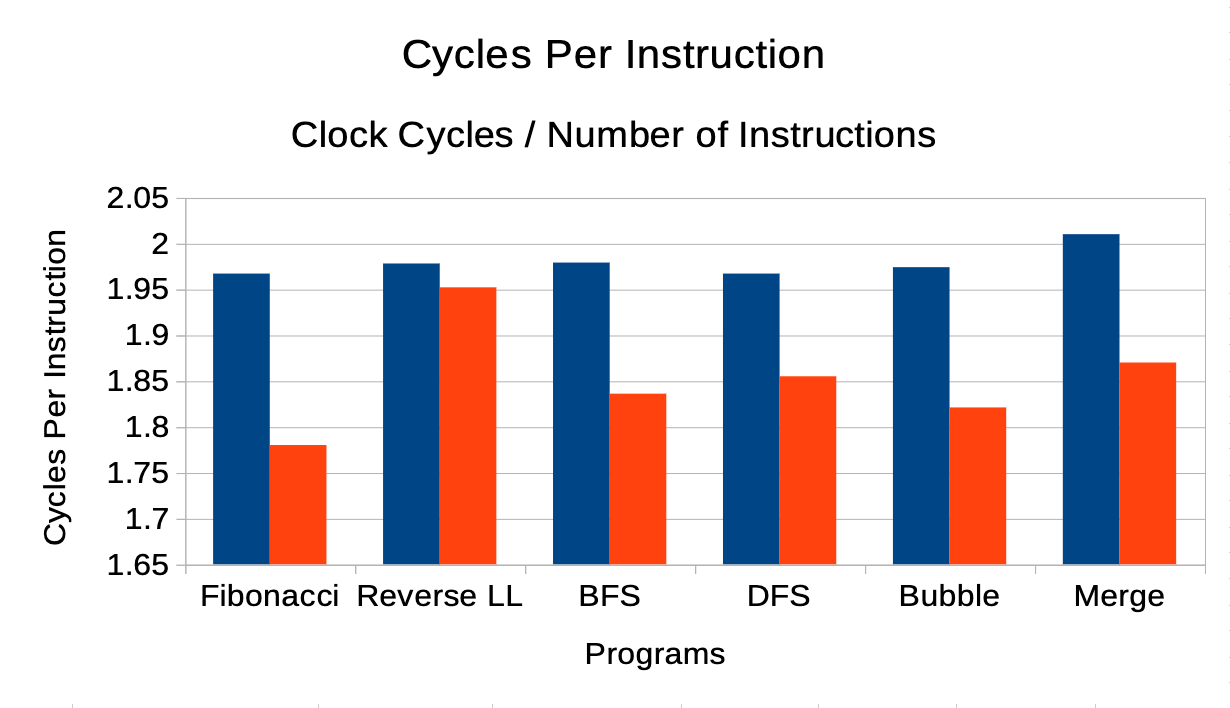 Cycles Per Instruction
Clock Cycles / Number of Instructions
Cycles Per Instruction
2.05
2
1.95
1.9
1.85
1.8
1.75
1.7
1.65
Fibonacci Reverse LL BFS DFS Bubble Merge
Programs